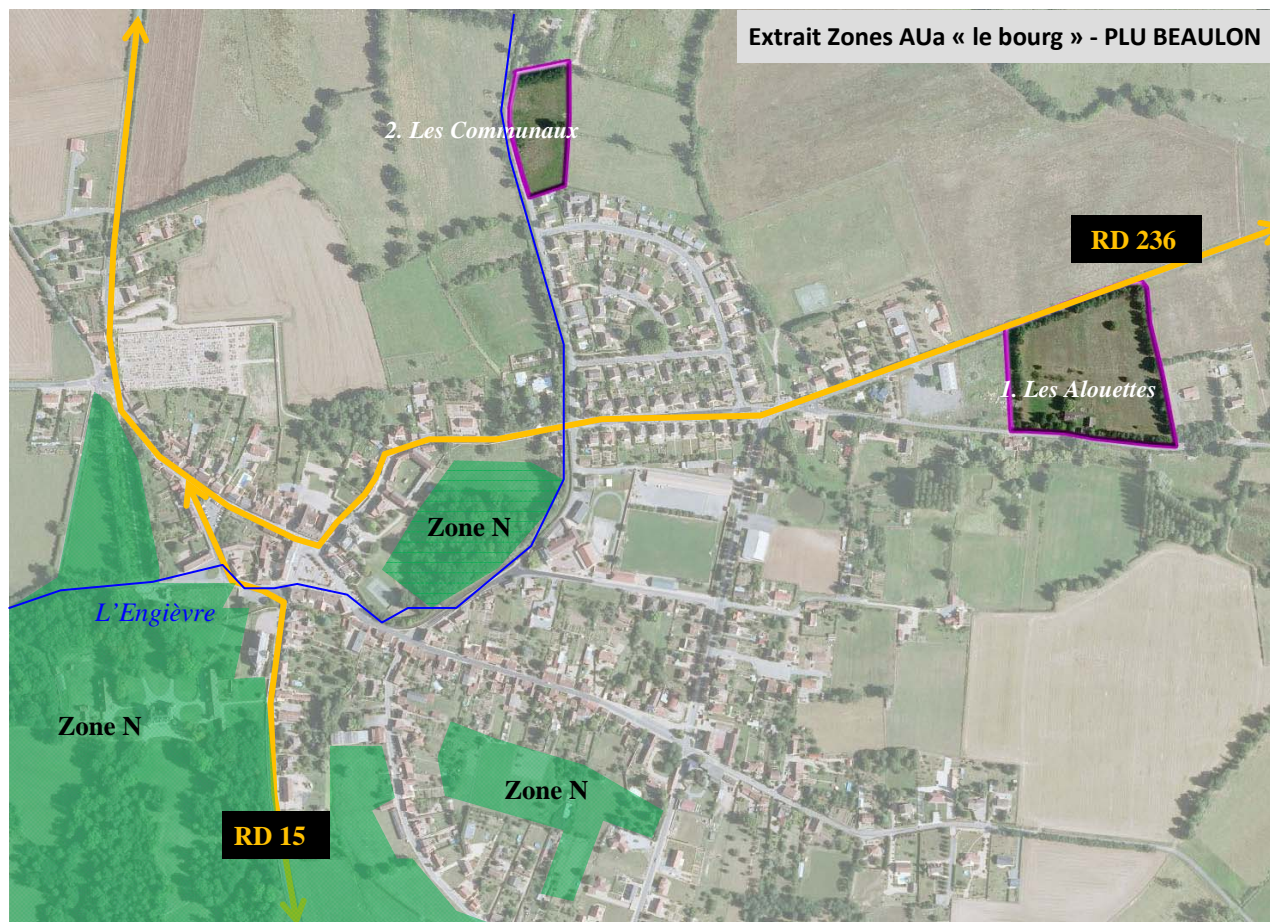 Extrait Zones AUa « le bourg » - PLU BEAULON
2. Les Communaux
RD 236
1. Les Alouettes
Zone N
L'Engièvre
Zone N
Zone N
RD 15